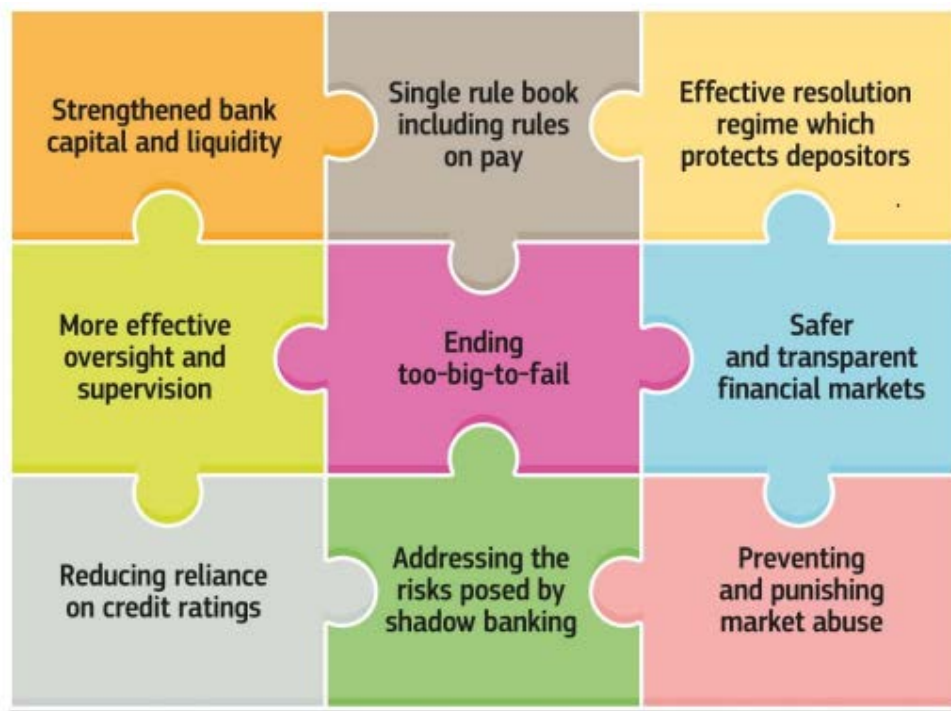 Strengthened bank
capital and liquidity
Single rule book
including rules
on pay
Effective resolution
regime which
protects depositors
More effective
oversight and
supervision
Ending
too-big-to-fail
Safer
and transparent
financial markets
Reducing reliance
on credit ratings
Addressing the
risks posed by
shadow banking
Preventing
and punishing
market abuse